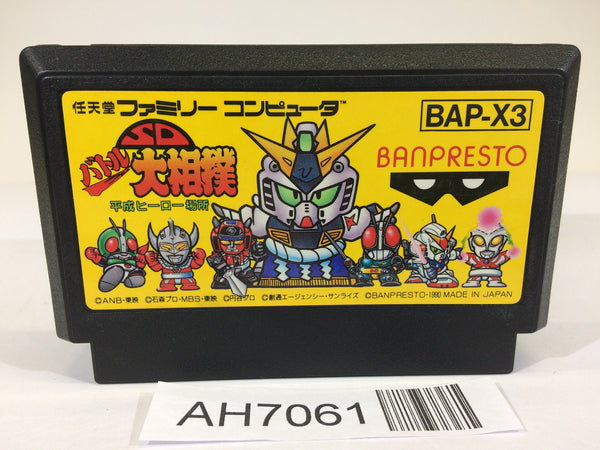 任天堂 ファミリー コンピュータ™
BAP-X3
SD
バトル
大相撲
平成ヒーロー場所
BANPRESTO
©ANB・東映 ©石森プロ・MBS・東映 ©円谷プロ ©創通エージェンシー・サンライズ ©BANPRESTO・1990 MADE IN JAPAN
AH7061